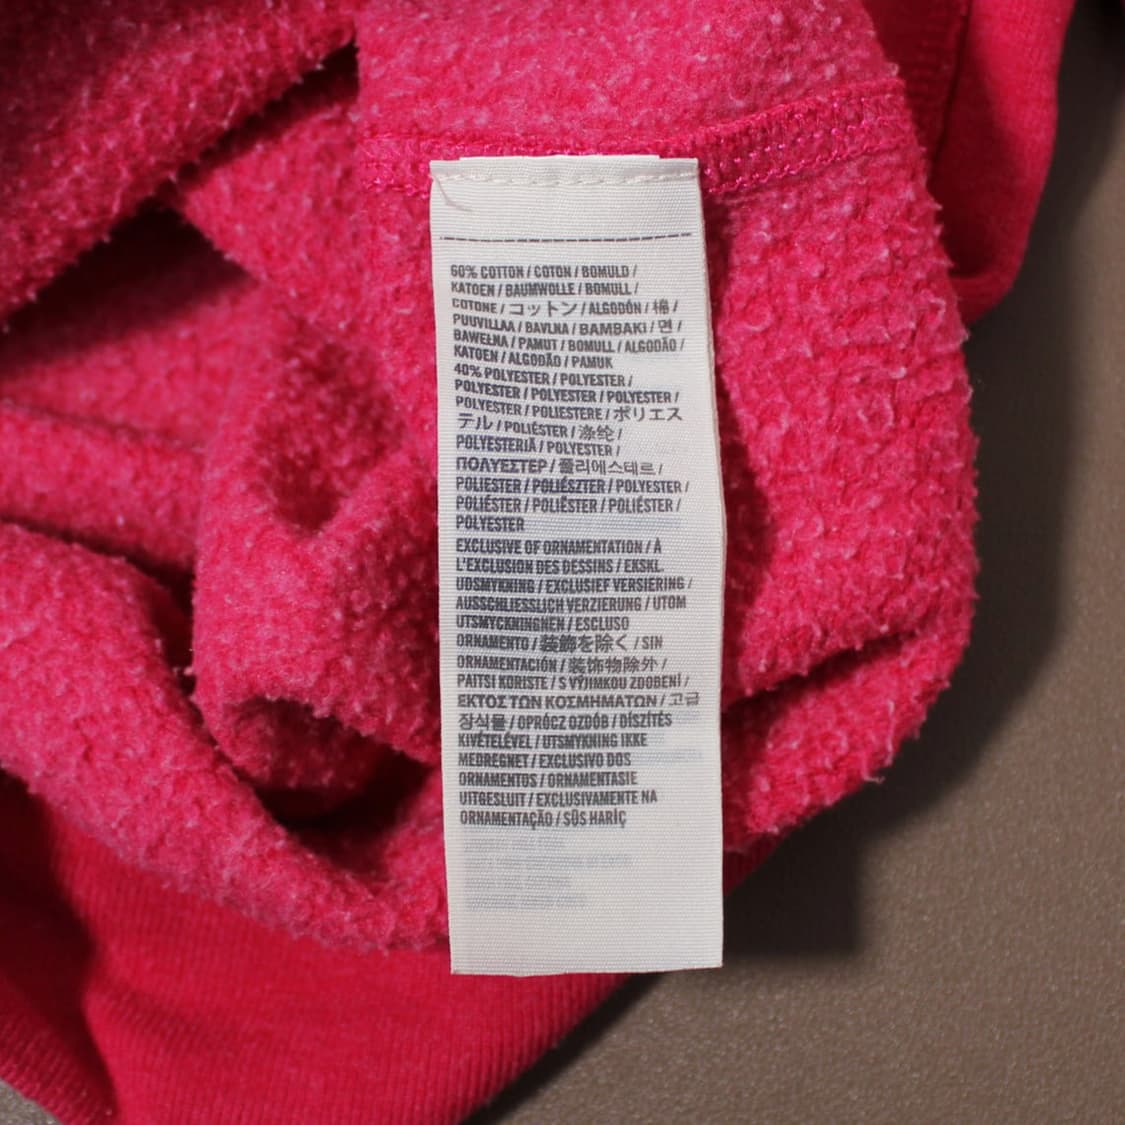 60% COTTON / COTON / BOMULD /
KATOEN / BAUMWOLLE / BOMULL /
COTONE / コットン / ALGODÓN / 棉 /
PUUVILLAA / BAVLNA / BAMBAKI / 면 /
BAWEŁNA / PAMUT / BOMULL / ALGODÃO /
KATOEN / ALGODÃO / PAMUK
40% POLYESTER / POLYESTER /
POLYESTER / POLYESTER / POLYESTER /
POLYESTER / POLIESTERE / ポリエス
テル / POLIÉSTER / 涤纶 /
POLYESTERIÄ / POLYESTER /
ΠΟΛΥΕΣΤΕΡ / 폴리에스테르 /
POLIESTER / POLIÉSZTER / POLYESTER /
POLIÉSTER / POLIËSTER / POLIÉSTER /
POLYESTER
EXCLUSIVE OF ORNAMENTATION / À
L'EXCLUSION DES DESSINS / EKSKL.
UDSMYKNING / EXCLUSIEF VERSIERING /
AUSSCHLIESSLICH VERZIERUNG / UTOM
UTSMYCKNINGNEN / ESCLUSO
ORNAMENTO / 装飾を除く / SIN
ORNAMENTACIÓN / 装饰物除外 /
PAITSI KORISTE / S VÝJIMKOU ZDOBENÍ /
ΕΚΤΟΣ ΤΩΝ ΚΟΣΜΗΜΑΤΩΝ / 고급
장식물 / OPRÓCZ OZDÓB / DÍSZÍTÉS
KIVÉTELÉVEL / UTSMYKNING IKKE
MEDREGNET / EXCLUSIVO DOS
ORNAMENTOS / ORNAMENTASIE
UITGESLUIT / EXCLUSIVAMENTE NA
ORNAMENTAÇÃO / SÜS HARİÇ